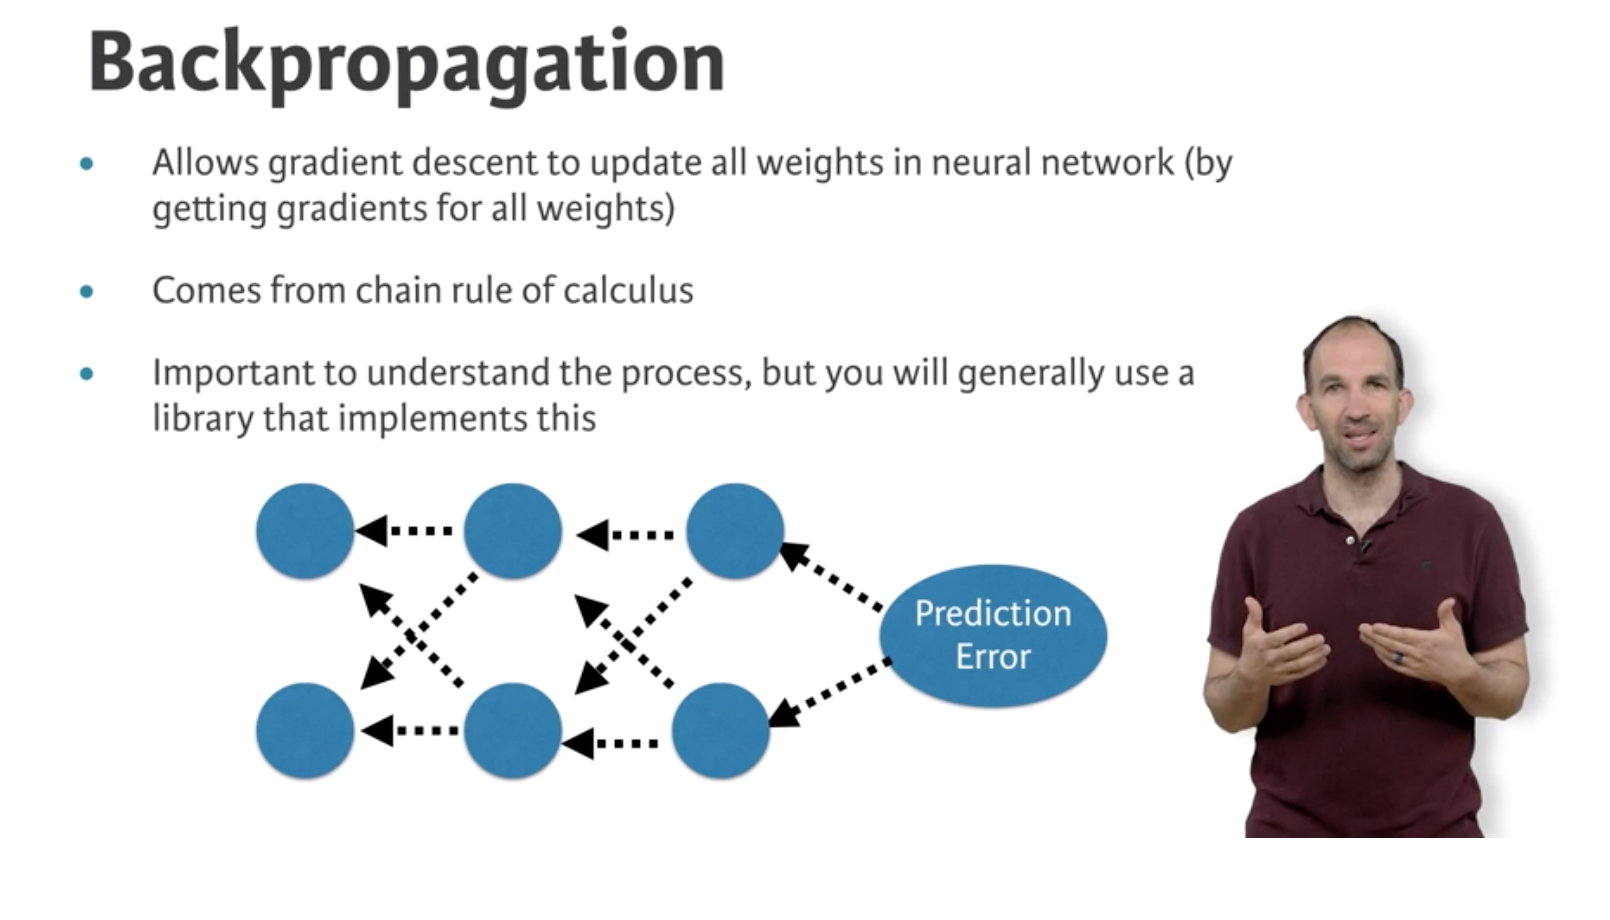 Backpropagation
• Allows gradient descent to update all weights in neural network (by
getting gradients for all weights)
• Comes from chain rule of calculus
• Important to understand the process, but you will generally use a
library that implements this
Prediction
Error